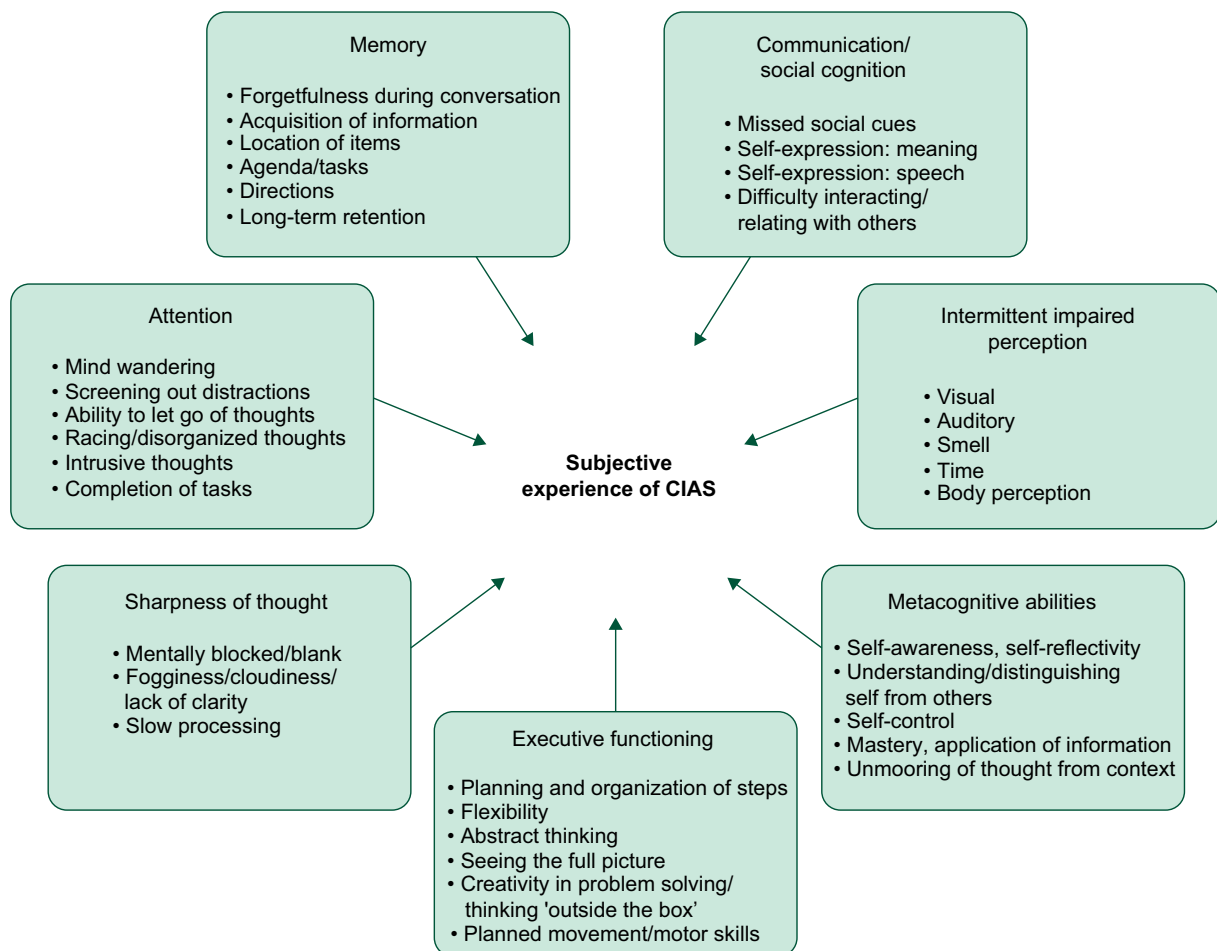 Memory
• Forgetfulness during conversation
• Acquisition of information
• Location of items
• Agenda/tasks
• Directions
• Long-term retention
Communication/
social cognition
• Missed social cues
• Self-expression: meaning
• Self-expression: speech
• Difficulty interacting/
relating with others
Attention
• Mind wandering
• Screening out distractions
• Ability to let go of thoughts
• Racing/disorganized thoughts
• Intrusive thoughts
• Completion of tasks
Intermittent impaired
perception
• Visual
• Auditory
• Smell
• Time
• Body perception
Subjective
experience of CIAS
Sharpness of thought
• Mentally blocked/blank
• Fogginess/cloudiness/
lack of clarity
• Slow processing
Executive functioning
• Planning and organization of steps
• Flexibility
• Abstract thinking
• Seeing the full picture
• Creativity in problem solving/
thinking 'outside the box’
• Planned movement/motor skills
Metacognitive abilities
• Self-awareness, self-reflectivity
• Understanding/distinguishing
self from others
• Self-control
• Mastery, application of information
• Unmooring of thought from context